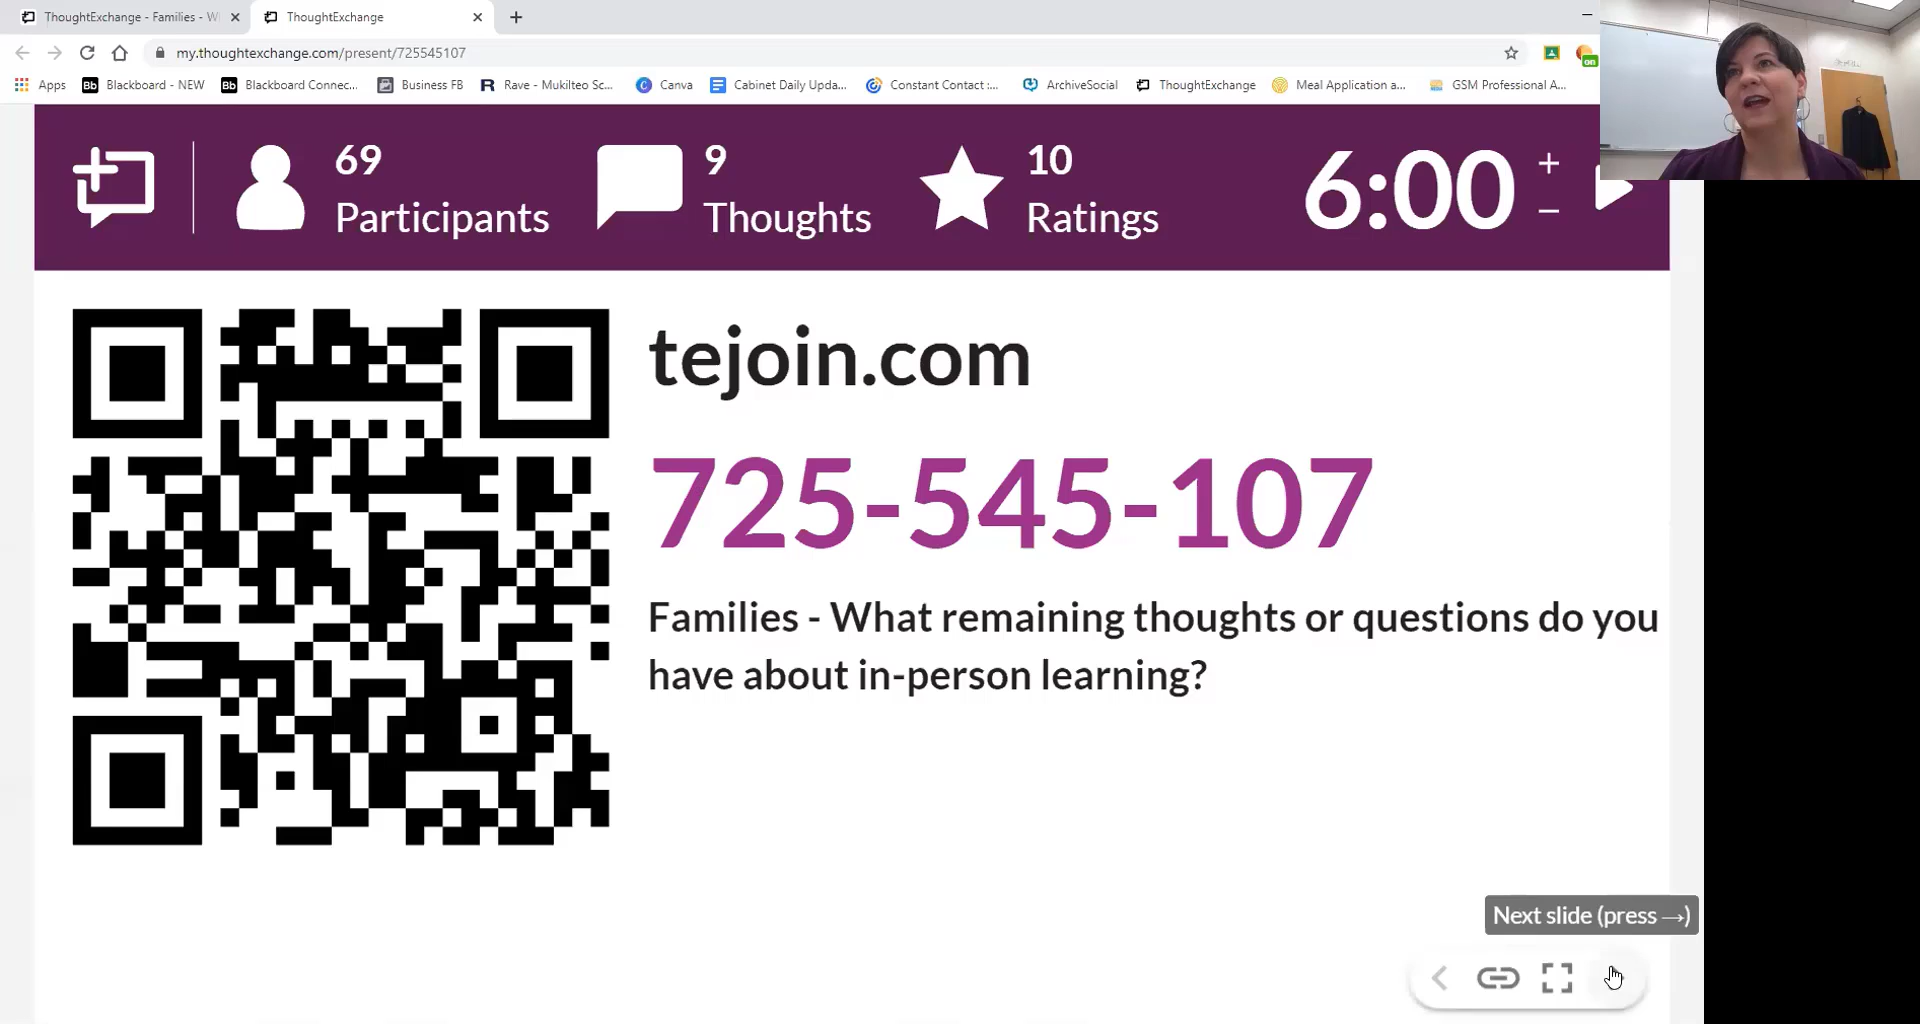 ThoughtExchange - Families - W
ThoughtExchange
my.thoughtexchange.com/present/725545107
Apps
Blackboard - NEW
Blackboard Connec...
Business FB
Rave - Mukilteo Sc...
Canva
Cabinet Daily Upda...
Constant Contact :...
ArchiveSocial
ThoughtExchange
Meal Application a...
GSM Professional A...
on
69
Participants
9
Thoughts
10
Ratings
6:00
+
−
tejoin.com
725-545-107
Families - What remaining thoughts or questions do you
have about in-person learning?
Next slide (press →)